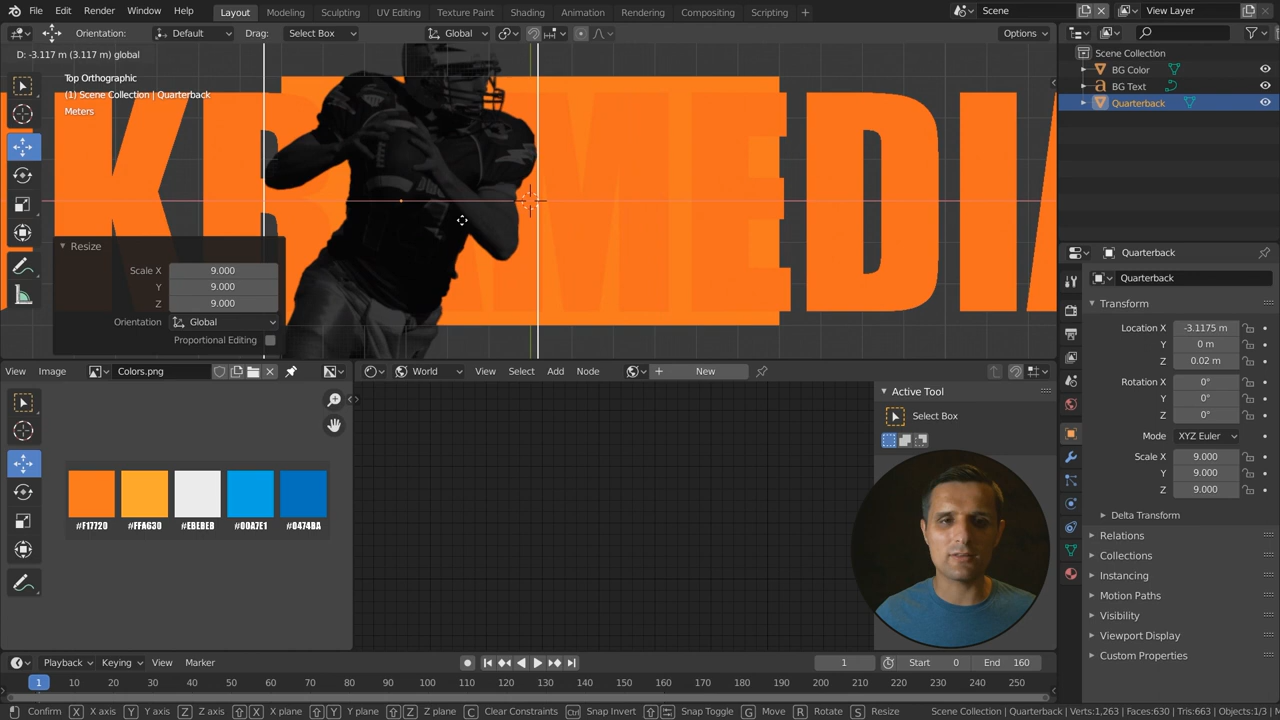 File Edit Render Window Help Layout Modeling Sculpting UV Editing Texture Paint Shading Animation Rendering Compositing Scripting + Scene View Layer
Orientation: Default Drag: Select Box Global Options
D: -3.117 m (3.117 m) global
Top Orthographic
(1) Scene Collection | Quarterback
Meters
MEDIA
Resize
Scale X 9.000
Y 9.000
Z 9.000
Orientation Global
Proportional Editing
Scene Collection
BG Color
BG Text
Quarterback
Quarterback
Quarterback
Transform
Location X -3.1175 m
Y 0 m
Z 0.02 m
Rotation X 0°
Y 0°
Z 0°
Mode XYZ Euler
Scale X 9.000
Y 9.000
Z 9.000
Delta Transform
Relations
Collections
Instancing
Motion Paths
Visibility
Viewport Display
Custom Properties
View Image Colors.png
#F17720 #FFA630 #EBEBEB #00A7E1 #0474BA
World View Select Add Node New
Active Tool
Select Box
Playback Keying View Marker 1 Start 0 End 160
1 10 20 30 40 50 60 70 80 90 100 110 120 130 140 150 160 170 180 190 200 210 220 230 240 250
Confirm X X axis Y Y axis Z Z axis X X plane Y Y plane Z Z plane C Clear Constraints Ctrl Snap Invert Snap Toggle G Move R Rotate S Resize Scene Collection | Quarterback | Verts:1,263 | Faces:630 | Tris:663 | Objects:1/3 | M